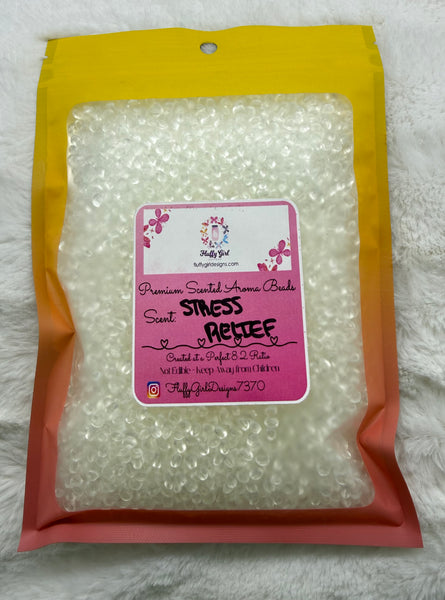 Fluffy Girl
fluffygirldesigns.com
Premium Scented Aroma Beads
Scent: STRESS
RELIEF
Created at a Perfect 8:2 Ratio
Not Edible - Keep Away from Children
FluffyGirlDesigns7370